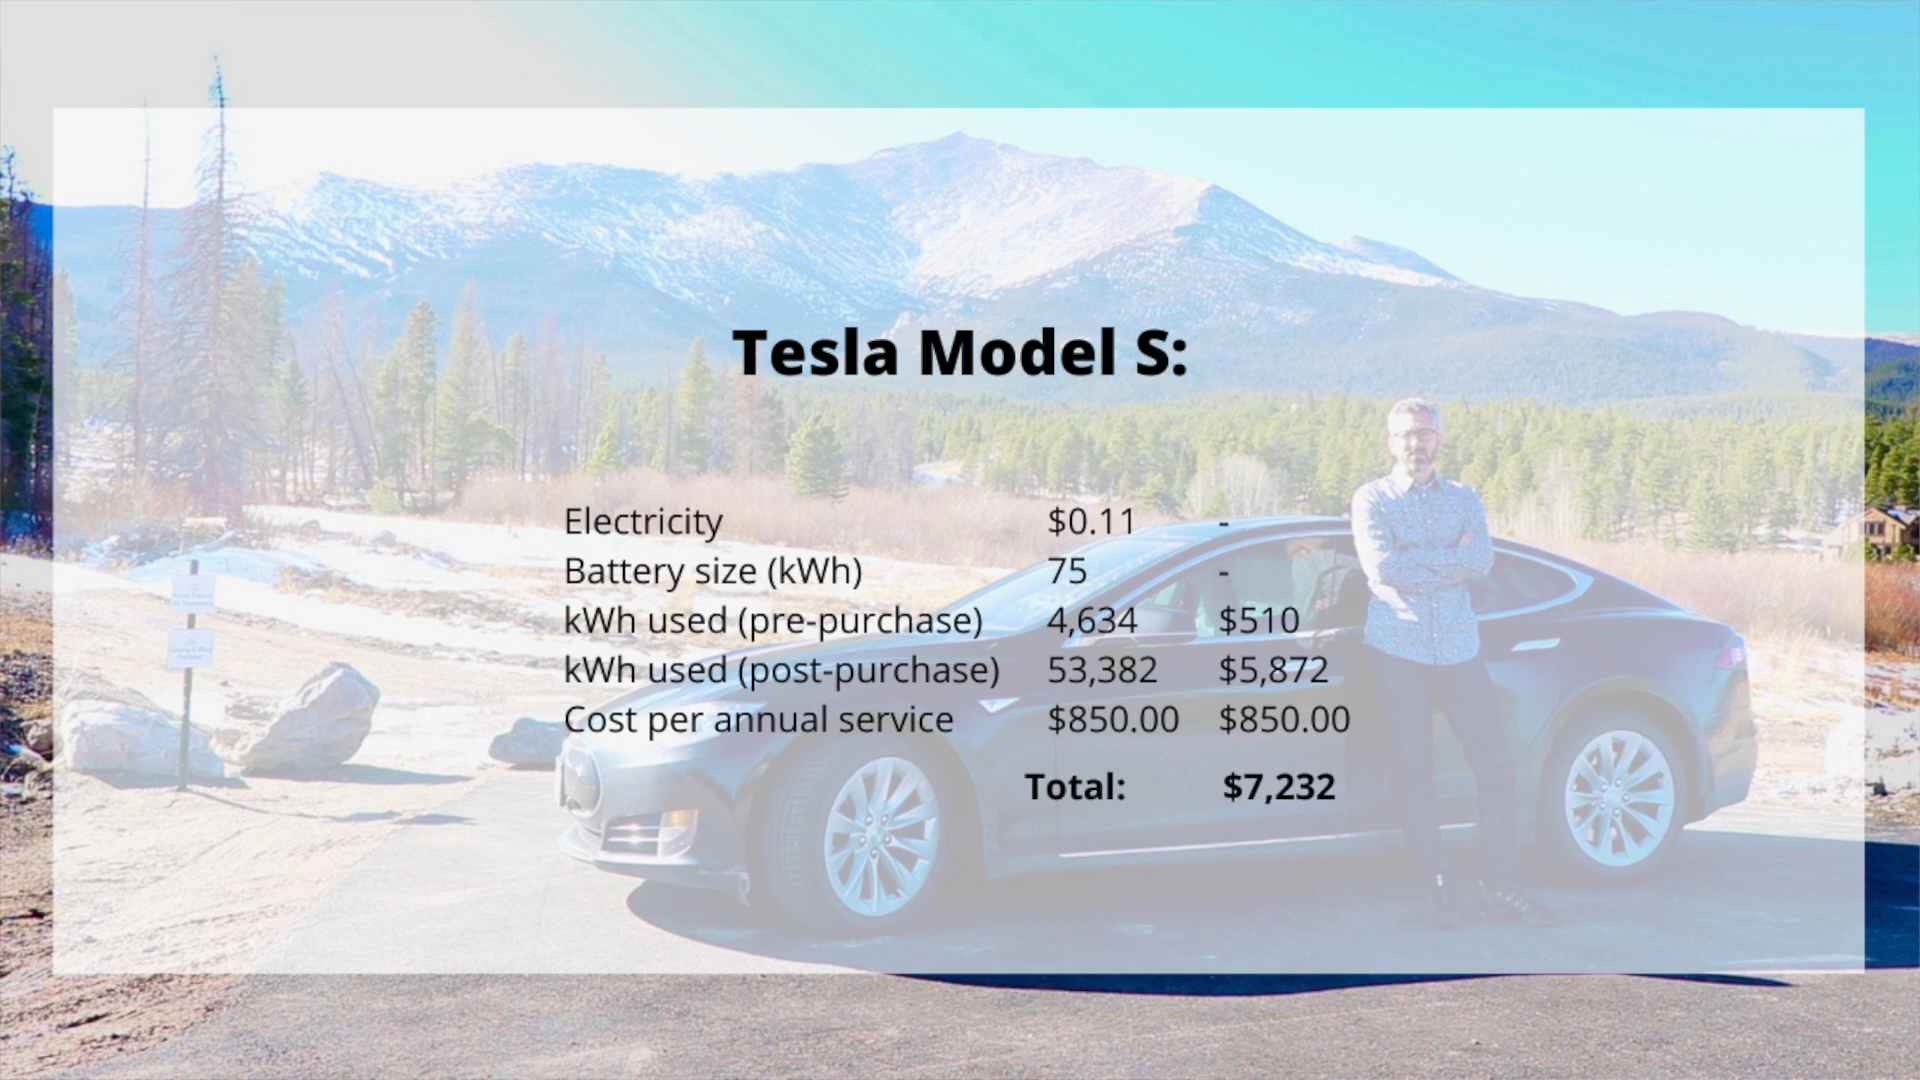 Tesla Model S:
Electricity $0.11 -
Battery size (kWh) 75 -
kWh used (pre-purchase) 4,634 $510
kWh used (post-purchase) 53,382 $5,872
Cost per annual service $850.00 $850.00
Total: $7,232